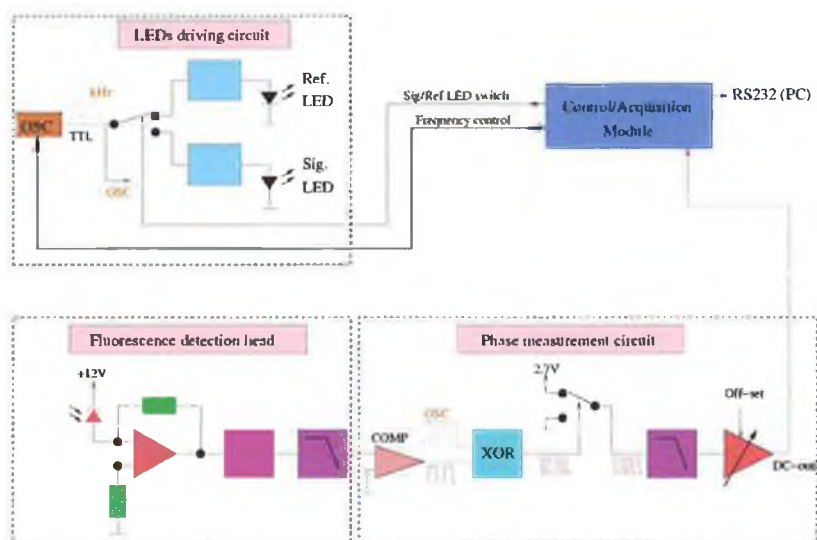 LEDs driving circuit
kHz
Ref.
LED
OSC
TTL
OSC
Sig.
LED
Sig/Ref LED switch
Frequency control
Control/Acquisition
Module
RS232 (PC)
Fluorescence detection head
+12V
Phase measurement circuit
COMP
OSC
XOR
2.7V
Off-set
DC-out